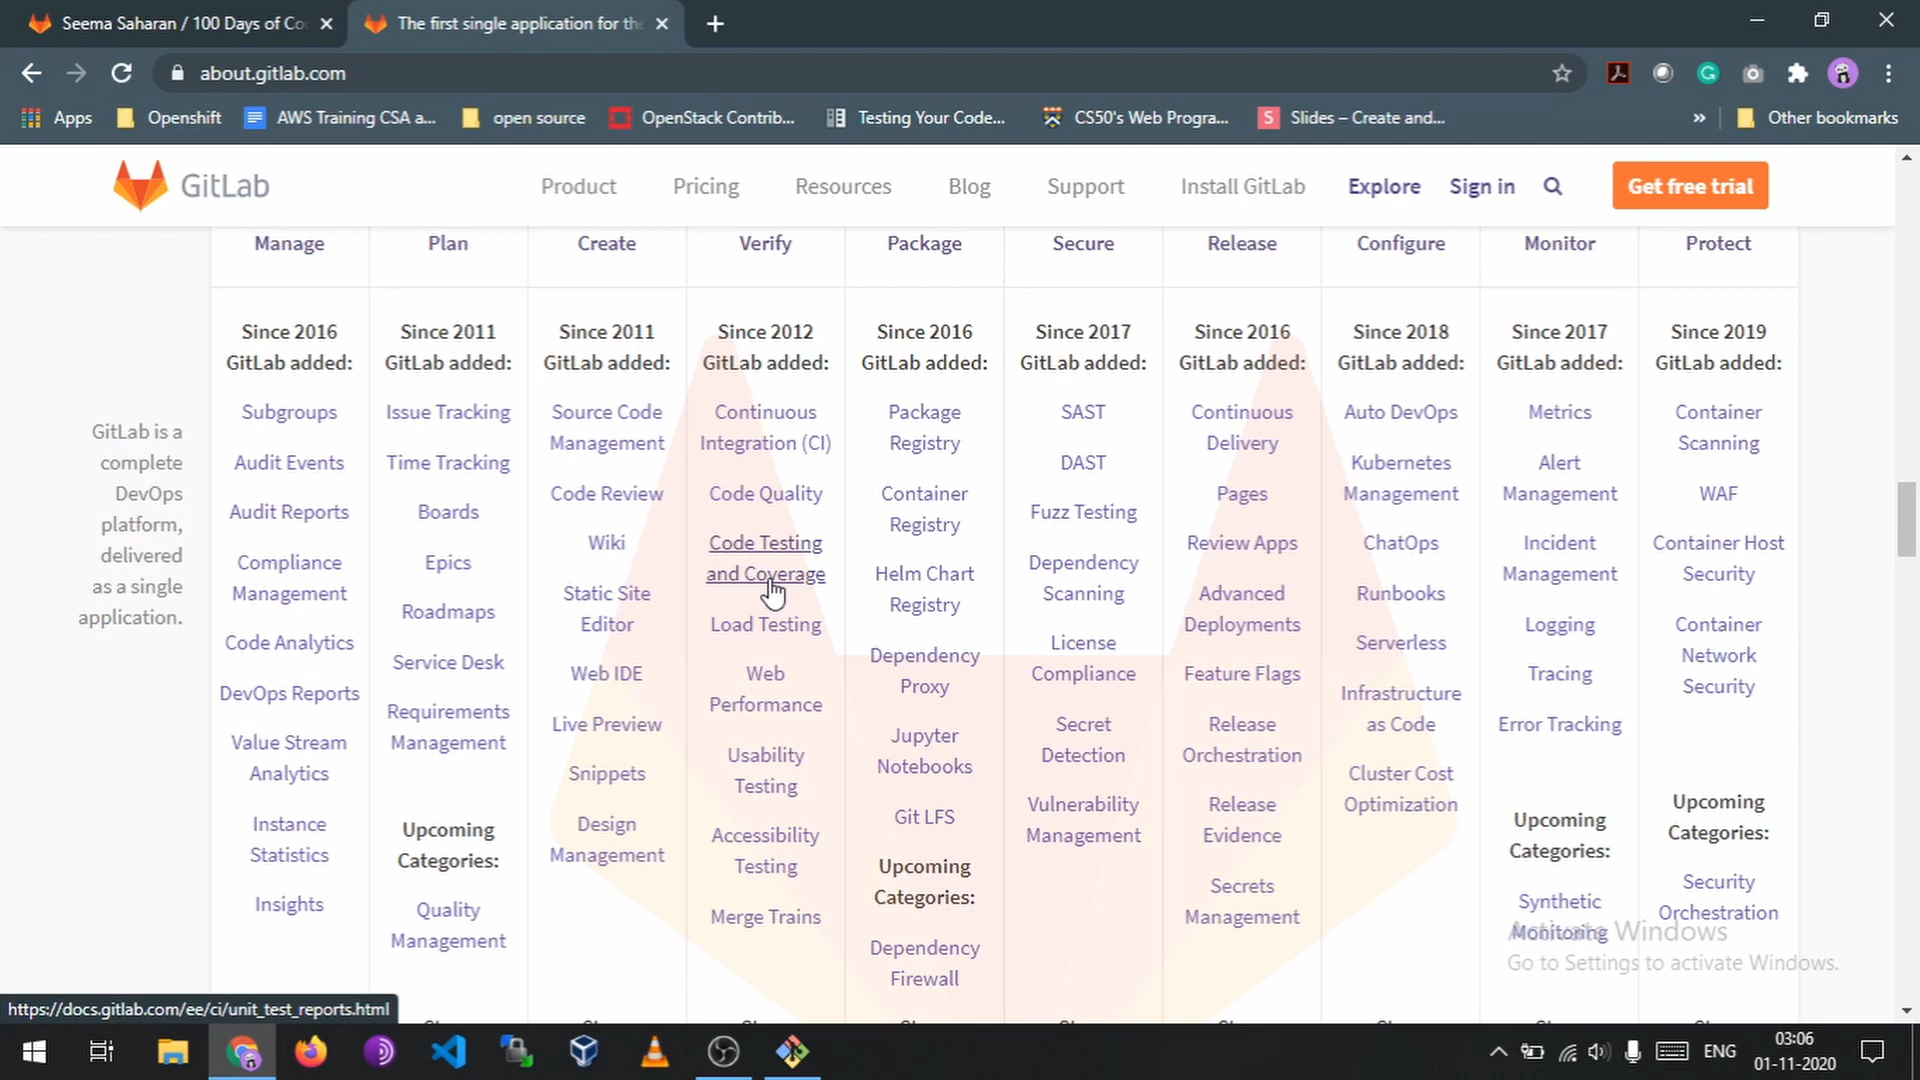 Seema Saharan / 100 Days of Co
The first single application for the
about.gitlab.com
Apps
Openshift
AWS Training CSA a...
open source
OpenStack Contrib...
Testing Your Code...
CS50's Web Progra...
S
Slides – Create and...
»
Other bookmarks
GitLab
Product
Pricing
Resources
Blog
Support
Install GitLab
Explore
Sign in
Get free trial
GitLab is a
complete
DevOps
platform,
delivered
as a single
application.
Manage
Since 2016
GitLab added:
Subgroups
Audit Events
Audit Reports
Compliance
Management
Code Analytics
DevOps Reports
Value Stream
Analytics
Instance
Statistics
Insights
Plan
Since 2011
GitLab added:
Issue Tracking
Time Tracking
Boards
Epics
Roadmaps
Service Desk
Requirements
Management
Upcoming
Categories:
Quality
Management
Create
Since 2011
GitLab added:
Source Code
Management
Code Review
Wiki
Static Site
Editor
Web IDE
Live Preview
Snippets
Design
Management
Verify
Since 2012
GitLab added:
Continuous
Integration (CI)
Code Quality
Code Testing
and Coverage
Load Testing
Web
Performance
Usability
Testing
Accessibility
Testing
Merge Trains
Package
Since 2016
GitLab added:
Package
Registry
Container
Registry
Helm Chart
Registry
Dependency
Proxy
Jupyter
Notebooks
Git LFS
Upcoming
Categories:
Dependency
Firewall
Secure
Since 2017
GitLab added:
SAST
DAST
Fuzz Testing
Dependency
Scanning
License
Compliance
Secret
Detection
Vulnerability
Management
Release
Since 2016
GitLab added:
Continuous
Delivery
Pages
Review Apps
Advanced
Deployments
Feature Flags
Release
Orchestration
Release
Evidence
Secrets
Management
Configure
Since 2018
GitLab added:
Auto DevOps
Kubernetes
Management
ChatOps
Runbooks
Serverless
Infrastructure
as Code
Cluster Cost
Optimization
Monitor
Since 2017
GitLab added:
Metrics
Alert
Management
Incident
Management
Logging
Tracing
Error Tracking
Upcoming
Categories:
Synthetic
Monitoring
Protect
Since 2019
GitLab added:
Container
Scanning
WAF
Container Host
Security
Container
Network
Security
Upcoming
Categories:
Security
Orchestration
Activate Windows
Go to Settings to activate Windows.
https://docs.gitlab.com/ee/ci/unit_test_reports.html
ENG
03:06
01-11-2020